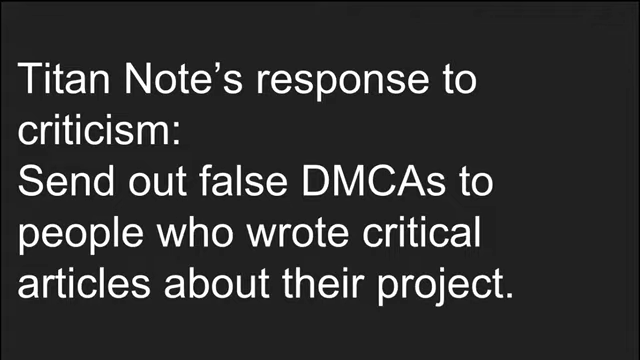 Titan Note’s response to
criticism:
Send out false DMCAs to
people who wrote critical
articles about their project.